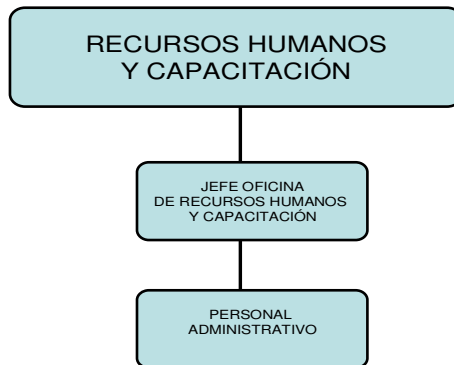 RECURSOS HUMANOS
Y CAPACITACIÓN
JEFE OFICINA
DE RECURSOS HUMANOS
Y CAPACITACIÓN
PERSONAL
ADMINISTRATIVO